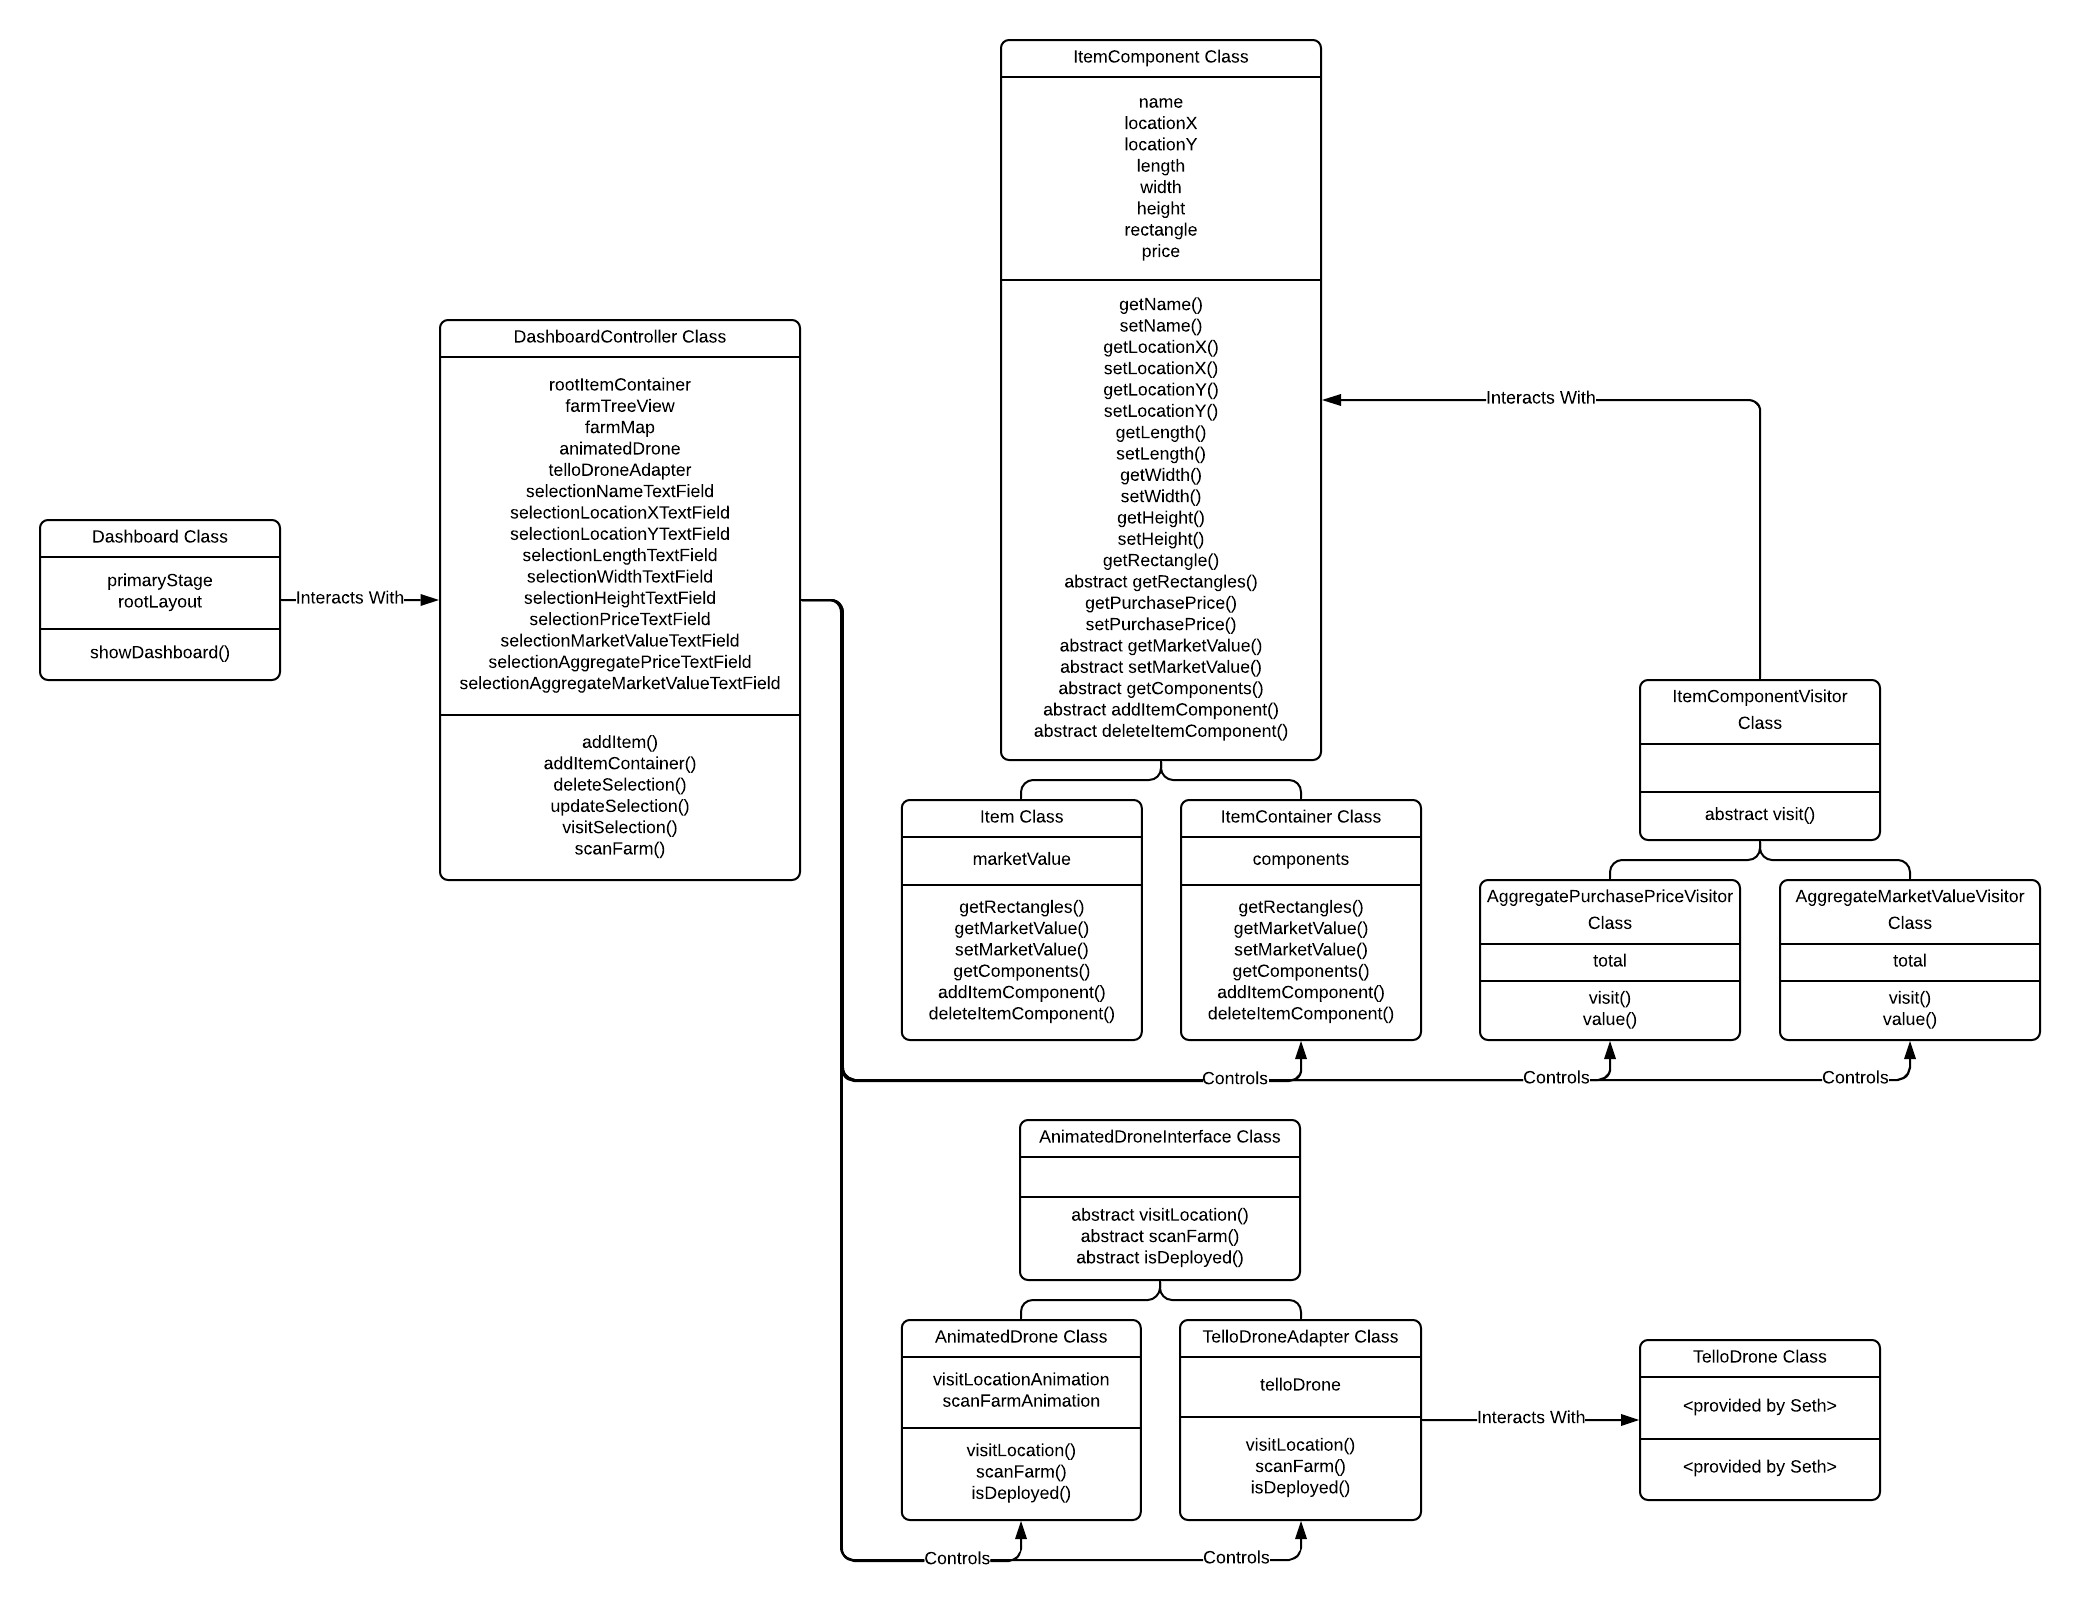 ItemComponent Class
name
locationX
locationY
length
width
height
rectangle
price
getName()
setName()
getLocationX()
setLocationX()
getLocationY()
setLocationY()
getLength()
setLength()
getWidth()
setWidth()
getHeight()
setHeight()
getRectangle()
abstract getRectangles()
getPurchasePrice()
setPurchasePrice()
abstract getMarketValue()
abstract setMarketValue()
abstract getComponents()
abstract addItemComponent()
abstract deleteItemComponent()
DashboardController Class
rootItemContainer
farmTreeView
farmMap
animatedDrone
telloDroneAdapter
selectionNameTextField
selectionLocationXTextField
selectionLocationYTextField
selectionLengthTextField
selectionWidthTextField
selectionHeightTextField
selectionPriceTextField
selectionMarketValueTextField
selectionAggregatePriceTextField
selectionAggregateMarketValueTextField
addItem()
addItemContainer()
deleteSelection()
updateSelection()
visitSelection()
scanFarm()
Dashboard Class
primaryStage
rootLayout
showDashboard()
Interacts With
Interacts With
ItemComponentVisitor
Class
abstract visit()
Item Class
marketValue
getRectangles()
getMarketValue()
setMarketValue()
getComponents()
addItemComponent()
deleteItemComponent()
ItemContainer Class
components
getRectangles()
getMarketValue()
setMarketValue()
getComponents()
addItemComponent()
deleteItemComponent()
AggregatePurchasePriceVisitor
Class
total
visit()
value()
AggregateMarketValueVisitor
Class
total
visit()
value()
Controls
Controls
Controls
AnimatedDroneInterface Class
abstract visitLocation()
abstract scanFarm()
abstract isDeployed()
AnimatedDrone Class
visitLocationAnimation
scanFarmAnimation
visitLocation()
scanFarm()
isDeployed()
TelloDroneAdapter Class
telloDrone
visitLocation()
scanFarm()
isDeployed()
Interacts With
TelloDrone Class
<provided by Seth>
<provided by Seth>
Controls
Controls